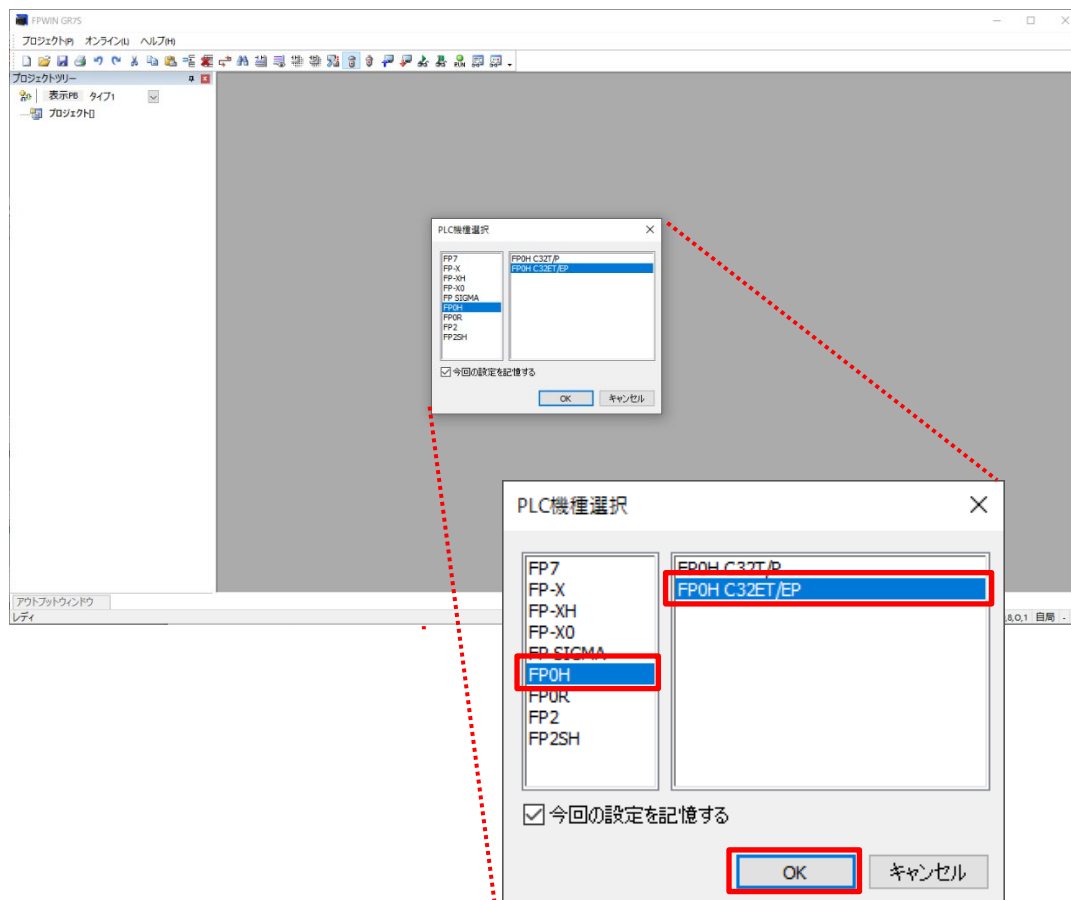 FPWIN GR7S
プロジェクト(P) オンライン(L) ヘルプ(H)
プロジェクトツリー
表示PB タイプ1
プロジェクト[]
PLC機種選択
FP7
FP-X
FP-XH
FP-X0
FP SIGMA
FP0H
FP0R
FP2
FP2SH
FP0H C32T/P
FP0H C32ET/EP
今回の設定を記憶する
OK キャンセル
アウトプットウィンドウ
レディ
,8,O,1 自局 -
PLC機種選択
FP7
FP-X
FP-XH
FP-X0
FP SIGMA
FP0H
FP0R
FP2
FP2SH
FP0H C32T/P
FP0H C32ET/EP
今回の設定を記憶する
OK キャンセル